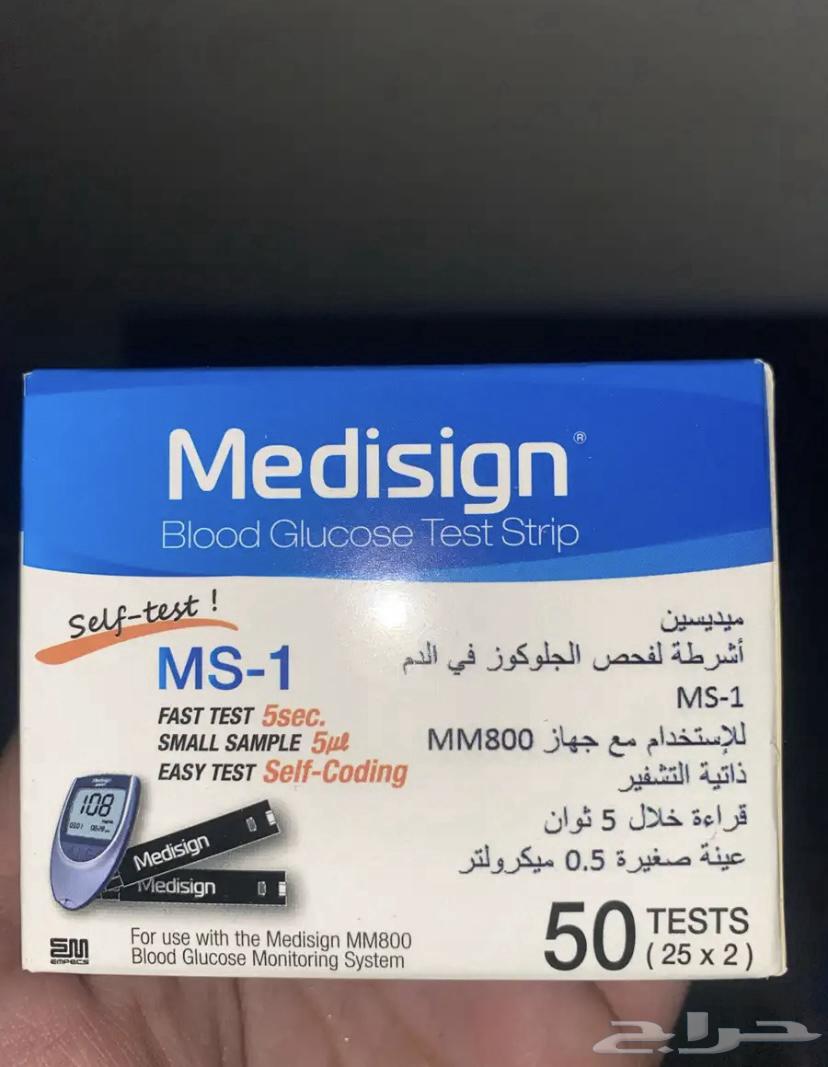 Medisign®
Blood Glucose Test Strip
Self-test !
MS-1
FAST TEST 5sec.
SMALL SAMPLE 5µl
EASY TEST Self-Coding
ميديسين
أشرطة لفحص الجلوكوز في الدم
MS-1
للإستخدام مع جهاز MM800
ذاتية التشفير
قراءة خلال 5 ثوان
عينة صغيرة 0.5 ميكرولتر
108
Medisign
Medisign
EMPECS
For use with the Medisign MM800
Blood Glucose Monitoring System
50 TESTS
(25 x 2)
حراج